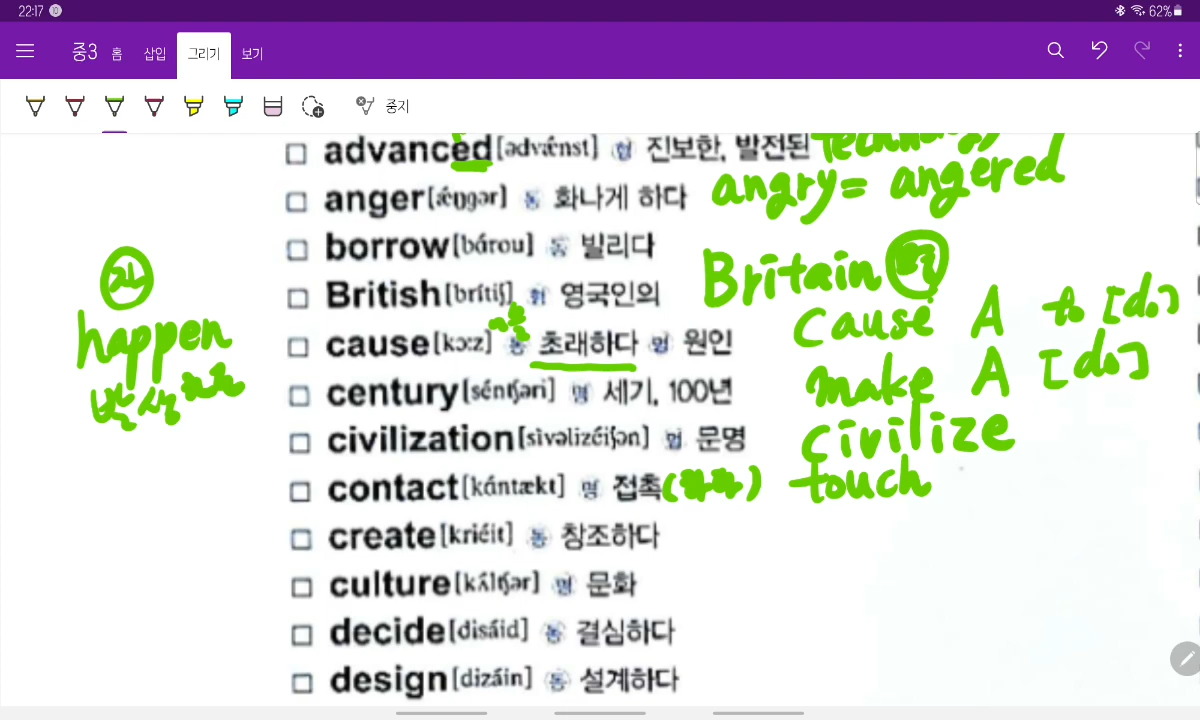 22:17 62%
중3 홈 삽입 그리기 보기
중지
advanced [ədvǽnst] 형 진보한, 발전된
anger [ǽŋgər] 동 화나게 하다 angry = angered
borrow [bárou] 동 빌리다
British [brítiʃ] 형 영국인의 Britain
cause [kɔːz] 동 초래하다 명 원인 cause A to [do]
happen
century [séntʃəri] 명 세기, 100년 make A [do]
civilization [sìvəlizéiʃən] 명 문명 civilize
contact [kántækt] 명 접촉 touch
create [kriéit] 동 창조하다
culture [kʌ́ltʃər] 명 문화
decide [disáid] 동 결심하다
design [dizáin] 동 설계하다